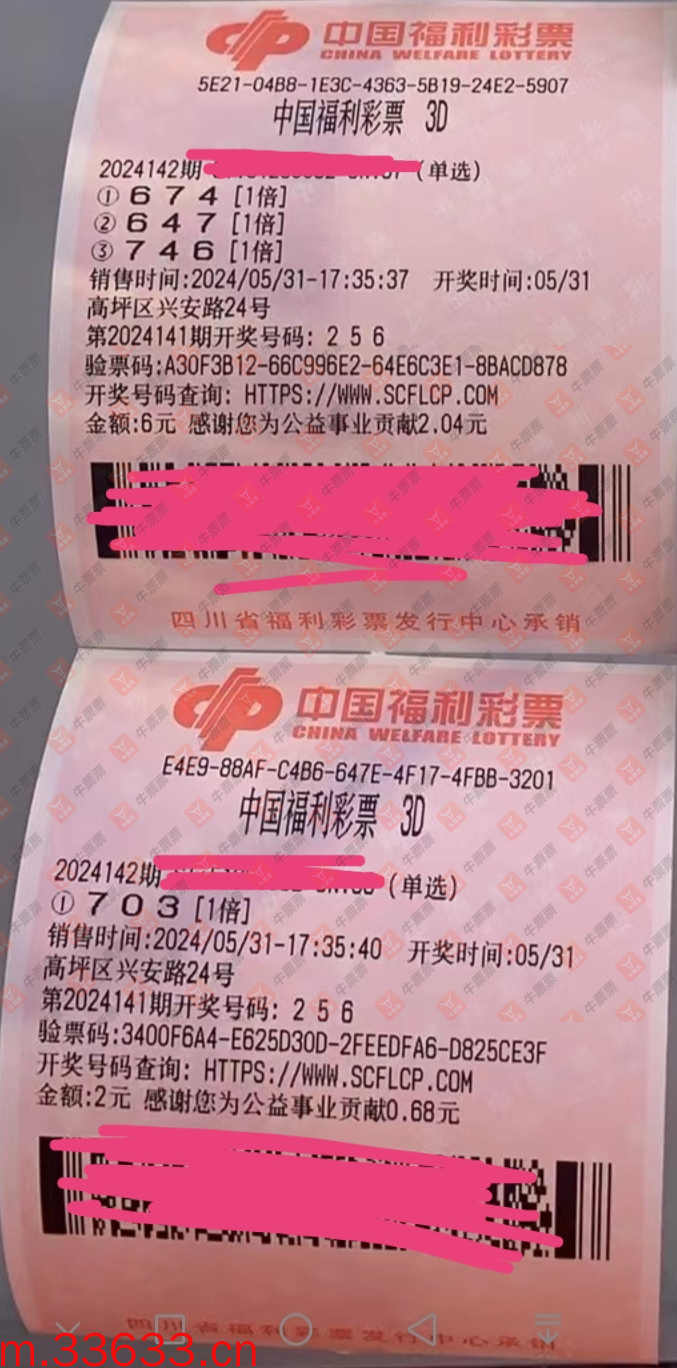 中国福利彩票
CHINA WELFARE LOTTERY
5E21-04B8-1E3C-4363-5B19-24E2-5907
中国福利彩票 3D
2024142期 (单选)
① 6 7 4 [1倍]
② 6 4 7 [1倍]
③ 7 4 6 [1倍]
销售时间:2024/05/31-17:35:37 开奖时间:05/31
高坪区兴安路24号
第2024141期开奖号码: 2 5 6
验票码:A30F3B12-66C996E2-64E6C3E1-8BACD878
开奖号码查询: HTTPS://WWW.SCFLCP.COM
金额:6元 感谢您为公益事业贡献2.04元
四川省福利彩票发行中心承销
中国福利彩票
CHINA WELFARE LOTTERY
E4E9-88AF-C4B6-647E-4F17-4FBB-3201
中国福利彩票 3D
2024142期 (单选)
① 7 0 3 [1倍]
销售时间:2024/05/31-17:35:40 开奖时间:05/31
高坪区兴安路24号
第2024141期开奖号码: 2 5 6
验票码:3400F6A4-E625D30D-2FEEDFA6-D825CE3F
开奖号码查询: HTTPS://WWW.SCFLCP.COM
金额:2元 感谢您为公益事业贡献0.68元
四川省福利彩票发行中心承销
m.33633.cn